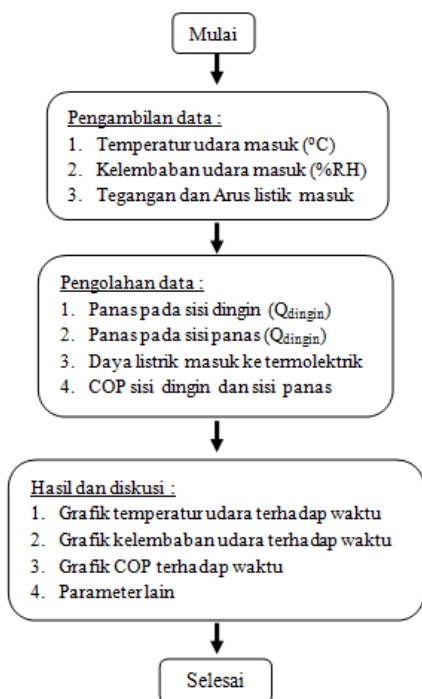 Mulai
Pengambilan data :
1. Temperatur udara masuk (°C)
2. Kelembaban udara masuk (%RH)
3. Tegangan dan Arus listik masuk
Pengolahan data :
1. Panas pada sisi dingin (Qdingin)
2. Panas pada sisi panas (Qdingin)
3. Daya listrik masuk ke termolektrik
4. COP sisi dingin dan sisi panas
Hasil dan diskusi :
1. Grafik temperatur udara terhadap waktu
2. Grafik kelembaban udara terhadap waktu
3. Grafik COP terhadap waktu
4. Parameter lain
Selesai